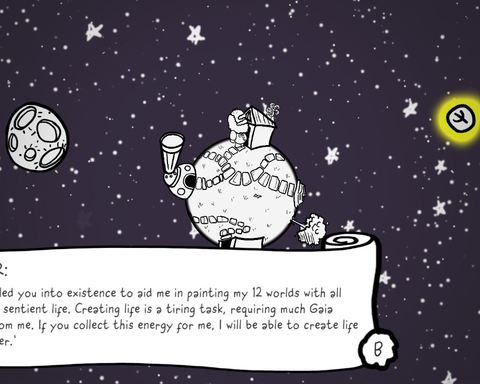 R:
led you into existence to aid me in painting my 12 worlds with all
sentient life. Creating life is a tiring task, requiring much Gaia
om me. If you collect this energy for me, I will be able to create life
er.'
B